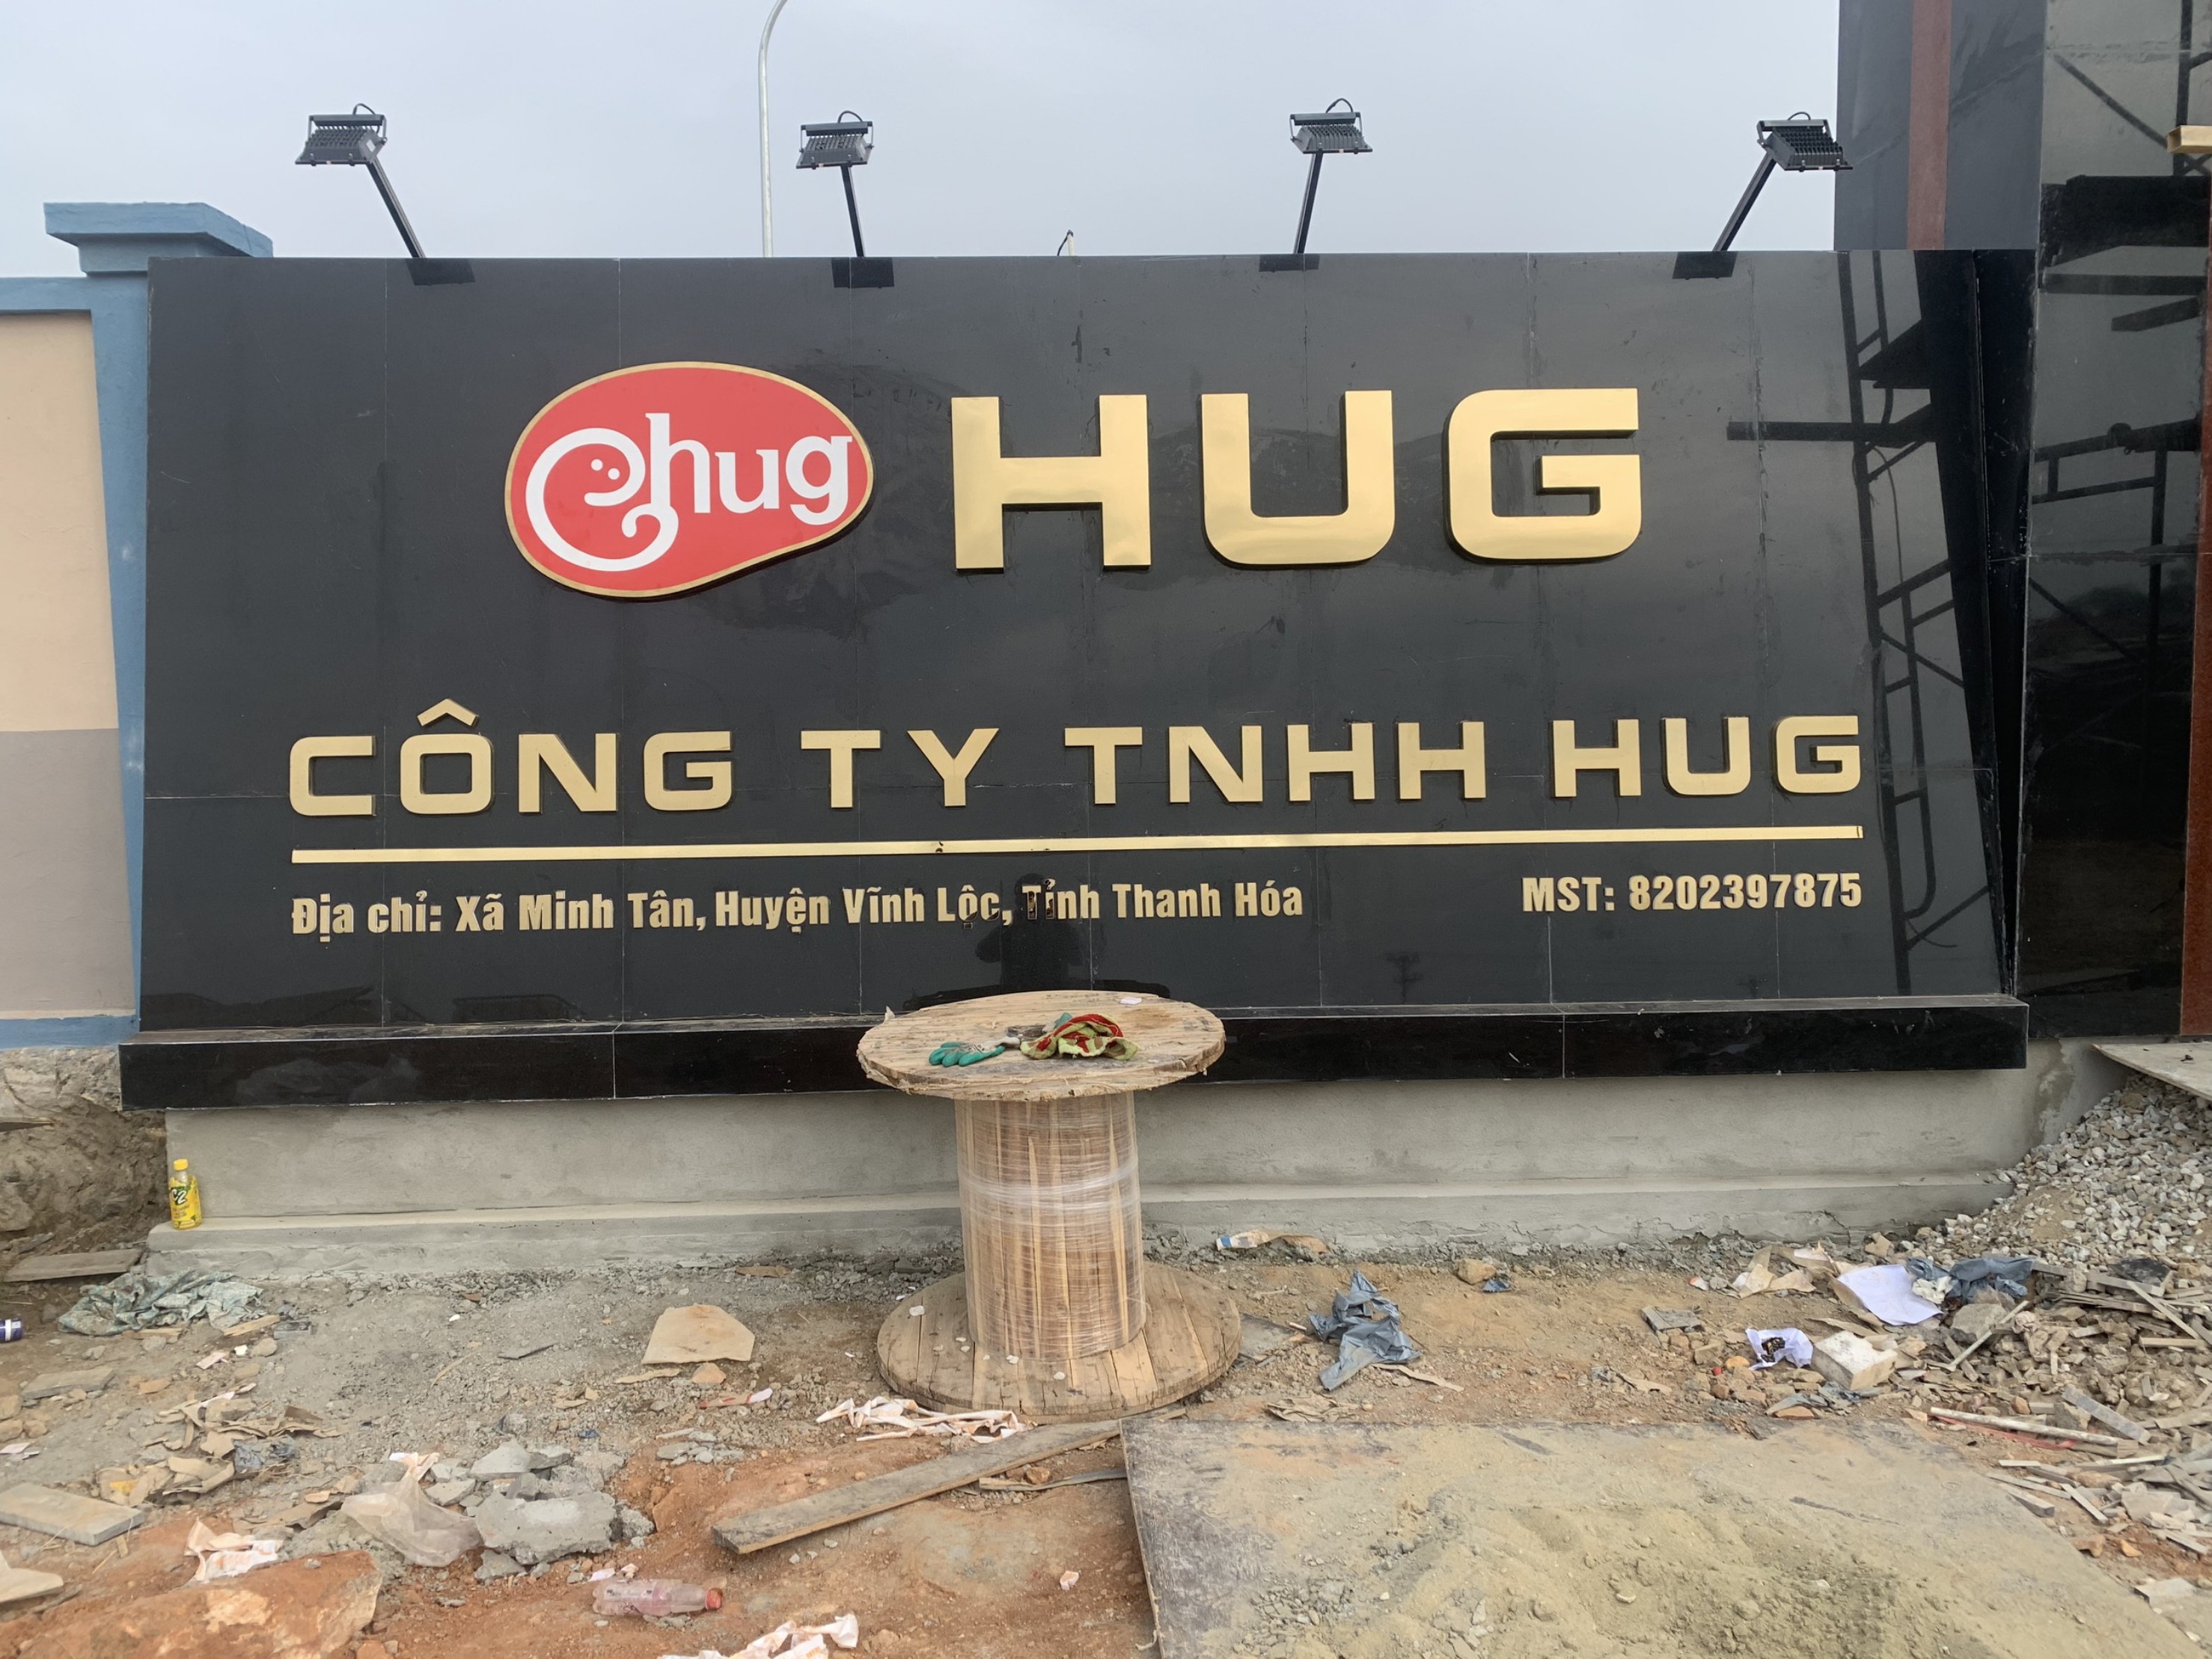 hug HUG
CÔNG TY TNHH HUG
Địa chỉ: Xã Minh Tân, Huyện Vĩnh Lộc, Tỉnh Thanh Hóa MST: 8202397875
C2